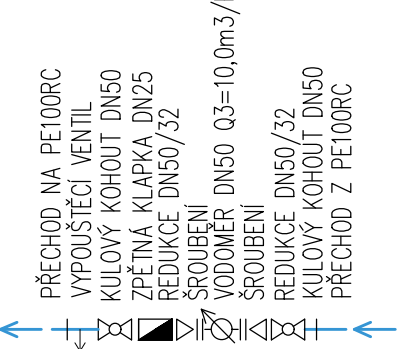 PŘECHOD NA PE100RC
VYPOUŠTĚCÍ VENTIL
KULOVÝ KOHOUT DN50
ZPĚTNÁ KLAPKA DN25
REDUKCE DN50/32
ŠROUBENÍ
VODOMĚR DN50 Q3=10,0m3/
ŠROUBENÍ
REDUKCE DN50/32
KULOVÝ KOHOUT DN50
PŘECHOD Z PE100RC